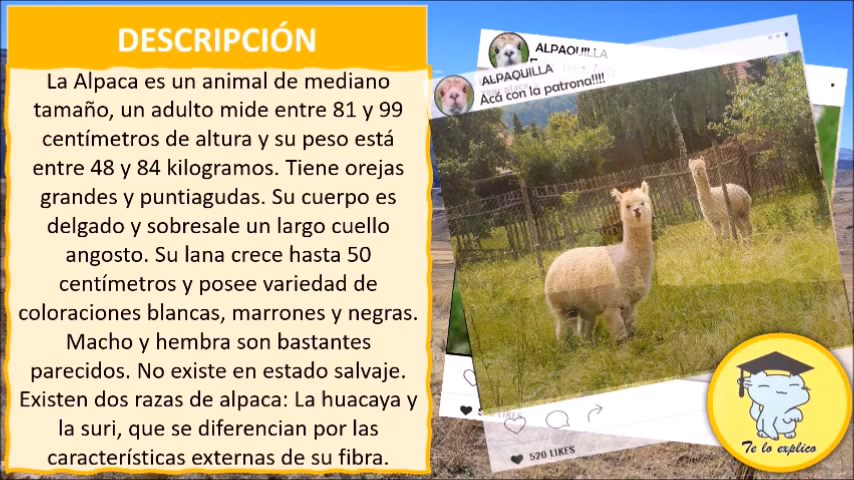 DESCRIPCIÓN
La Alpaca es un animal de mediano
tamaño, un adulto mide entre 81 y 99
centímetros de altura y su peso está
entre 48 y 84 kilogramos. Tiene orejas
grandes y puntiagudas. Su cuerpo es
delgado y sobresale un largo cuello
angosto. Su lana crece hasta 50
centímetros y posee variedad de
coloraciones blancas, marrones y negras.
Macho y hembra son bastantes
parecidos. No existe en estado salvaje.
Existen dos razas de alpaca: La huacaya y
la suri, que se diferencian por las
características externas de su fibra.
ALPAQUILLA
ALPAQUILLA
Acá con la patrona!!!!
LIKES
520 LIKES
Te lo explico